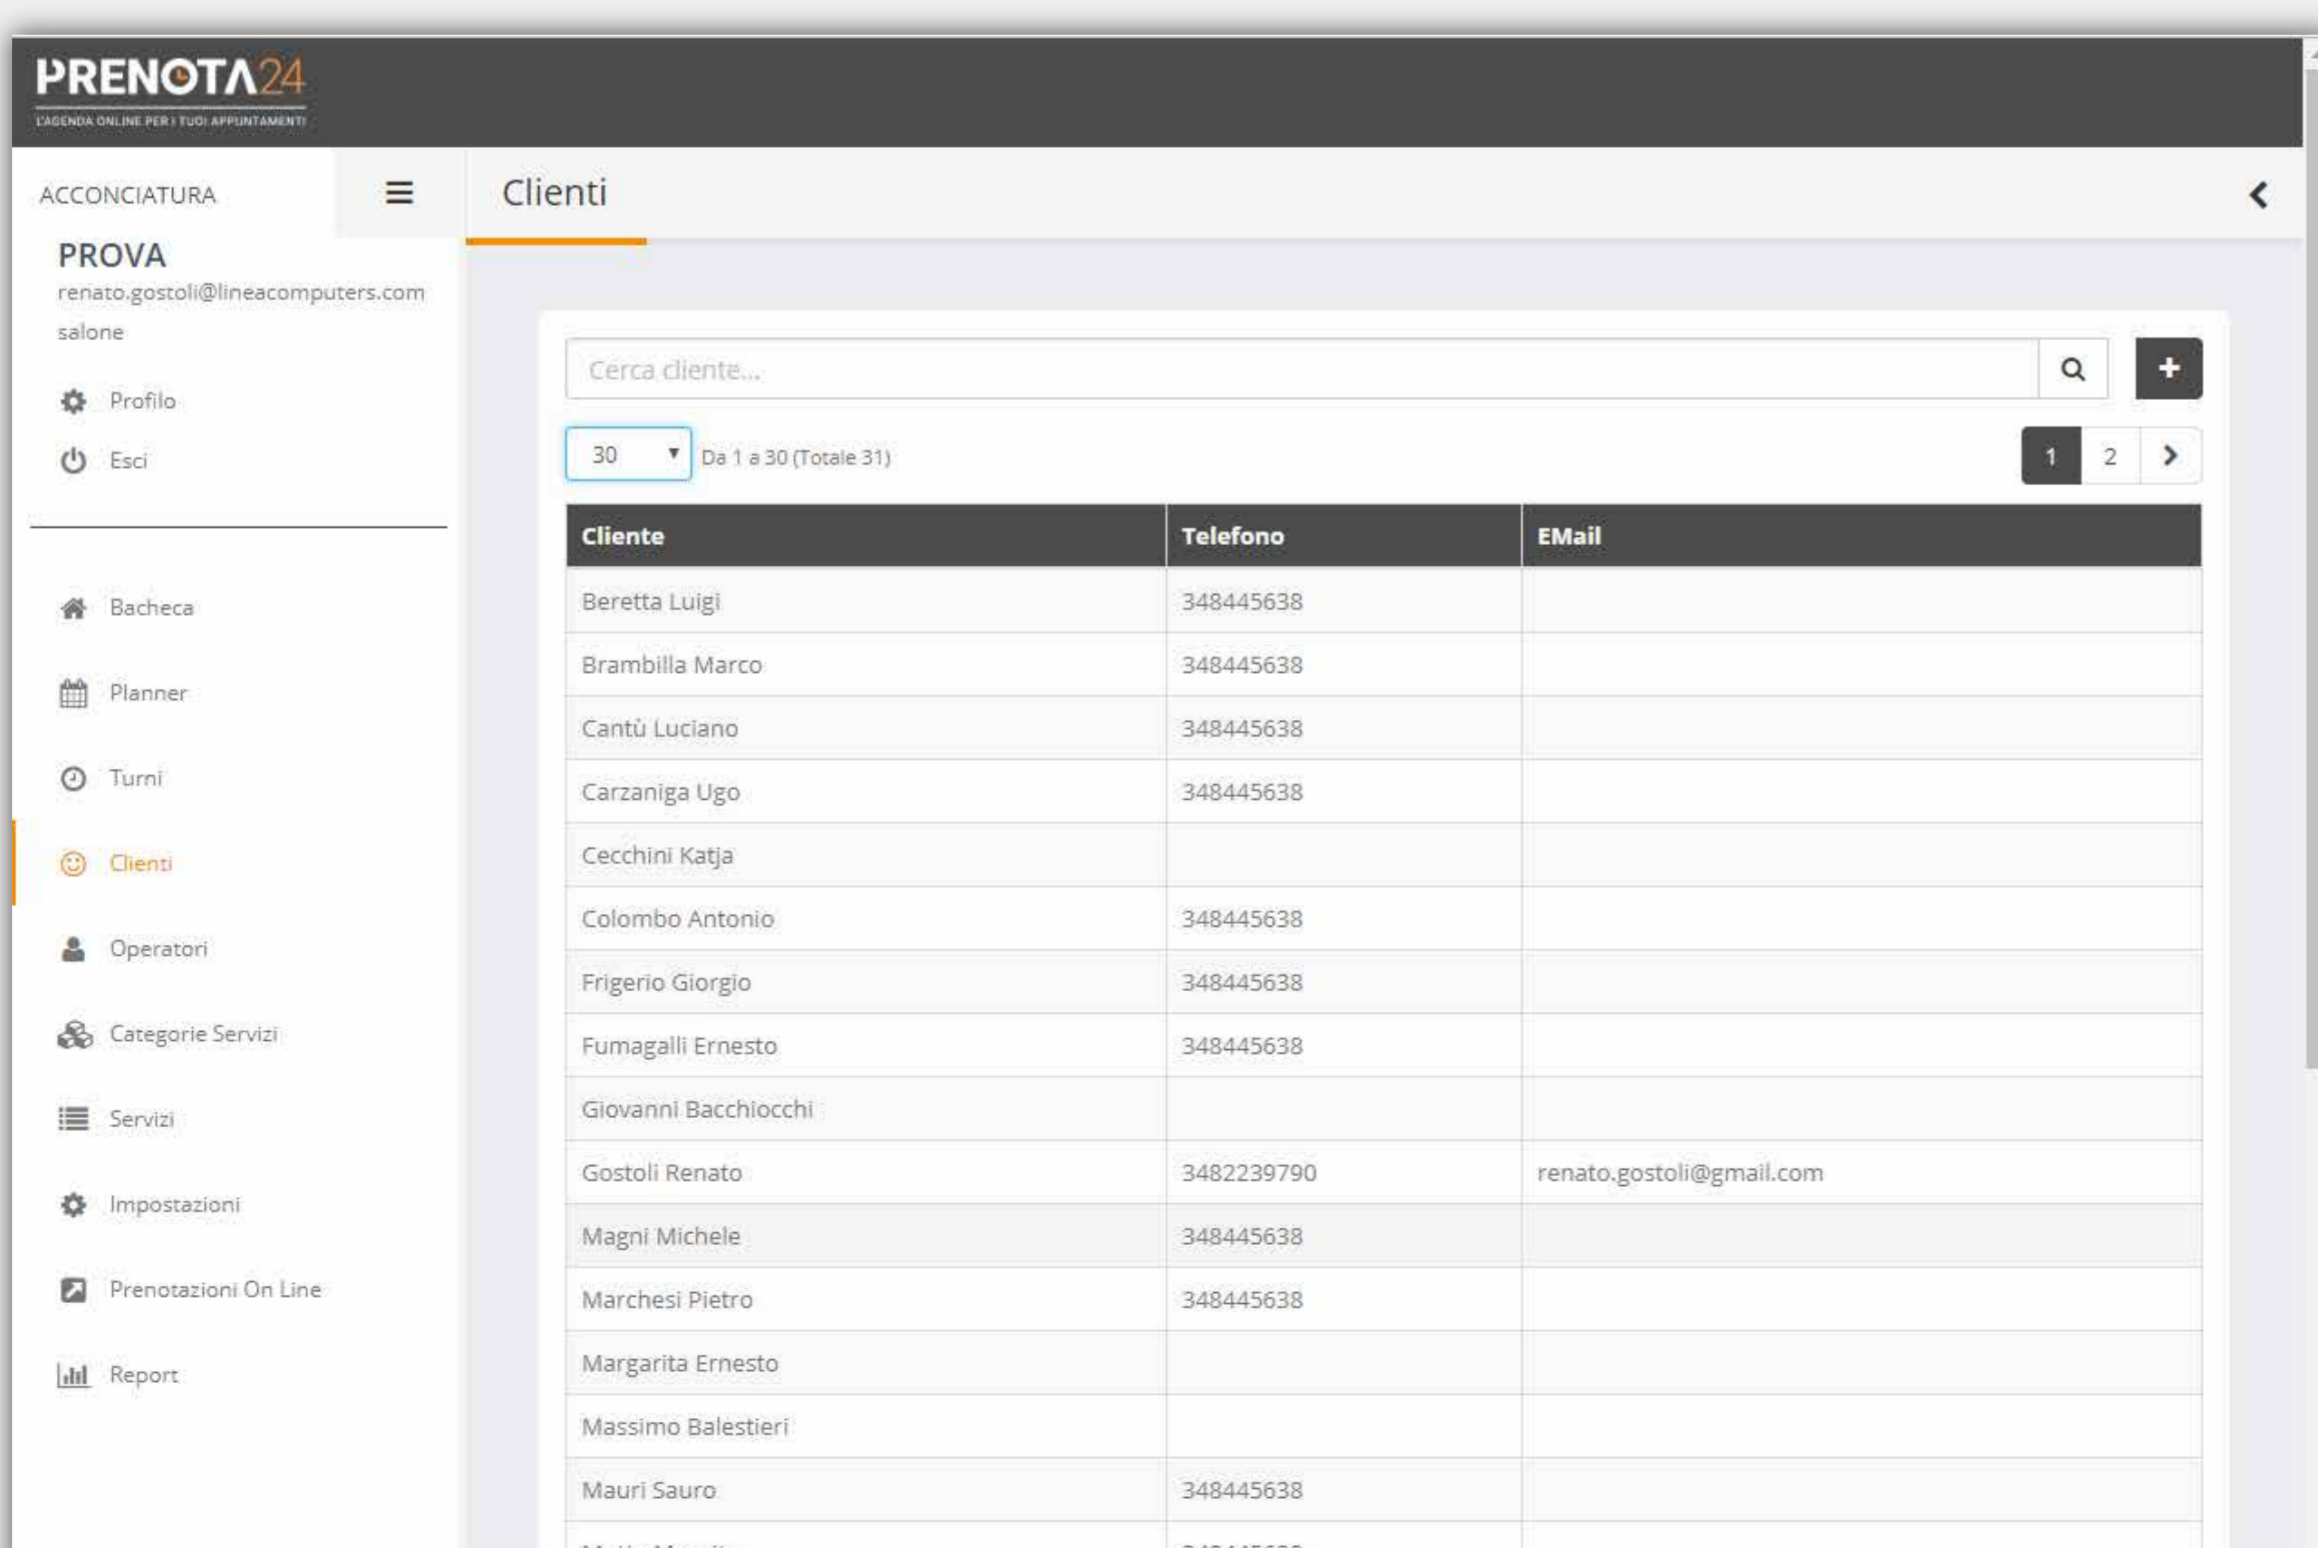 PRENOTA24
L'AGENDA ONLINE PER I TUOI APPUNTAMENTI
ACCONCIATURA
Clienti
PROVA
renato.gostoli@lineacomputers.com
salone
Profilo
Esci
Bacheca
Planner
Turni
Clienti
Operatori
Categorie Servizi
Servizi
Impostazioni
Prenotazioni On Line
Report
Cerca cliente...
30 Da 1 a 30 (Totale 31) 1 2
Cliente Telefono EMail
Beretta Luigi 348445638
Brambilla Marco 348445638
Cantù Luciano 348445638
Carzaniga Ugo 348445638
Cecchini Katja
Colombo Antonio 348445638
Frigerio Giorgio 348445638
Fumagalli Ernesto 348445638
Giovanni Bacchiocchi
Gostoli Renato 3482239790 renato.gostoli@gmail.com
Magni Michele 348445638
Marchesi Pietro 348445638
Margarita Ernesto
Massimo Balestieri
Mauri Sauro 348445638